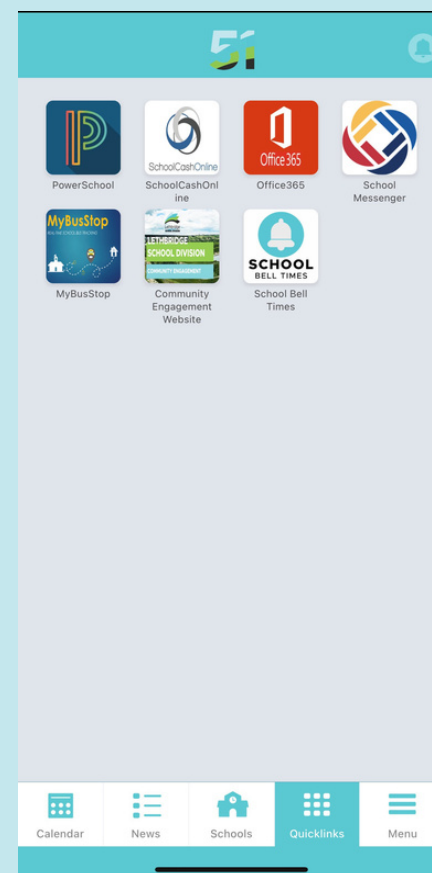 51
PowerSchool
SchoolCashOnline
SchoolCashOnl
ine
Office 365
Office365
School
Messenger
MyBusStop
MyBusStop
LETHBRIDGE
SCHOOL DIVISION
COMMUNITY ENGAGEMENT
Community
Engagement
Website
SCHOOL
BELL TIMES
School Bell
Times
Calendar
News
Schools
Quicklinks
Menu